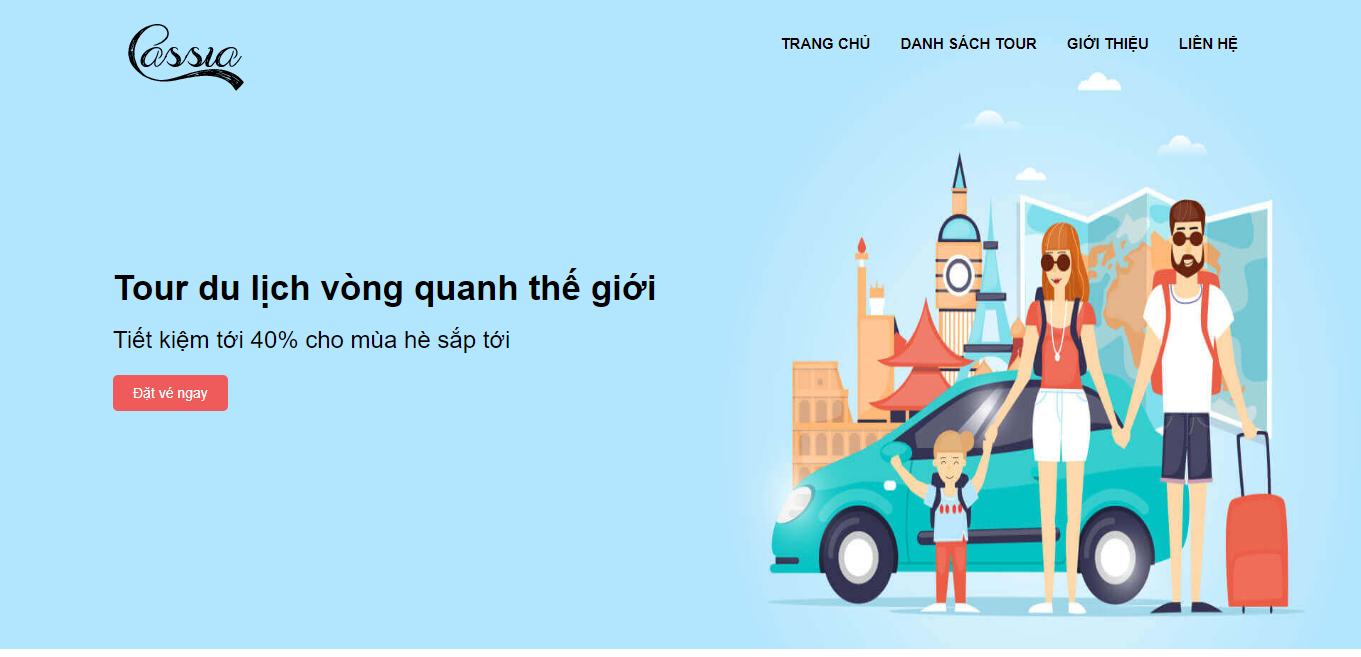 Cassia
TRANG CHỦ DANH SÁCH TOUR GIỚI THIỆU LIÊN HỆ
Tour du lịch vòng quanh thế giới
Tiết kiệm tới 40% cho mùa hè sắp tới
Đặt vé ngay